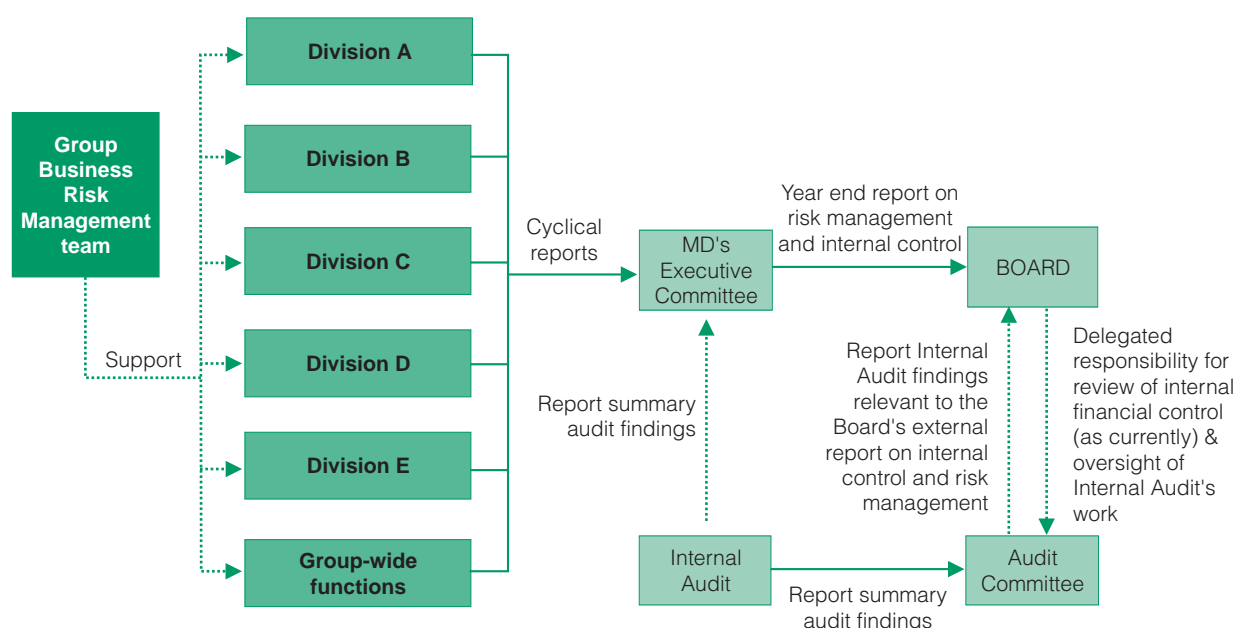 Group
Business
Risk
Management
team
Support
Division A
Division B
Division C
Division D
Division E
Group-wide
functions
Cyclical
reports
MD's
Executive
Committee
Year end report on
risk management
and internal control
BOARD
Report summary
audit findings
Report Internal
Audit findings
relevant to the
Board's external
report on internal
control and risk
management
Delegated
responsibility for
review of internal
financial control
(as currently) &
oversight of
Internal Audit's
work
Internal
Audit
Report summary
audit findings
Audit
Committee